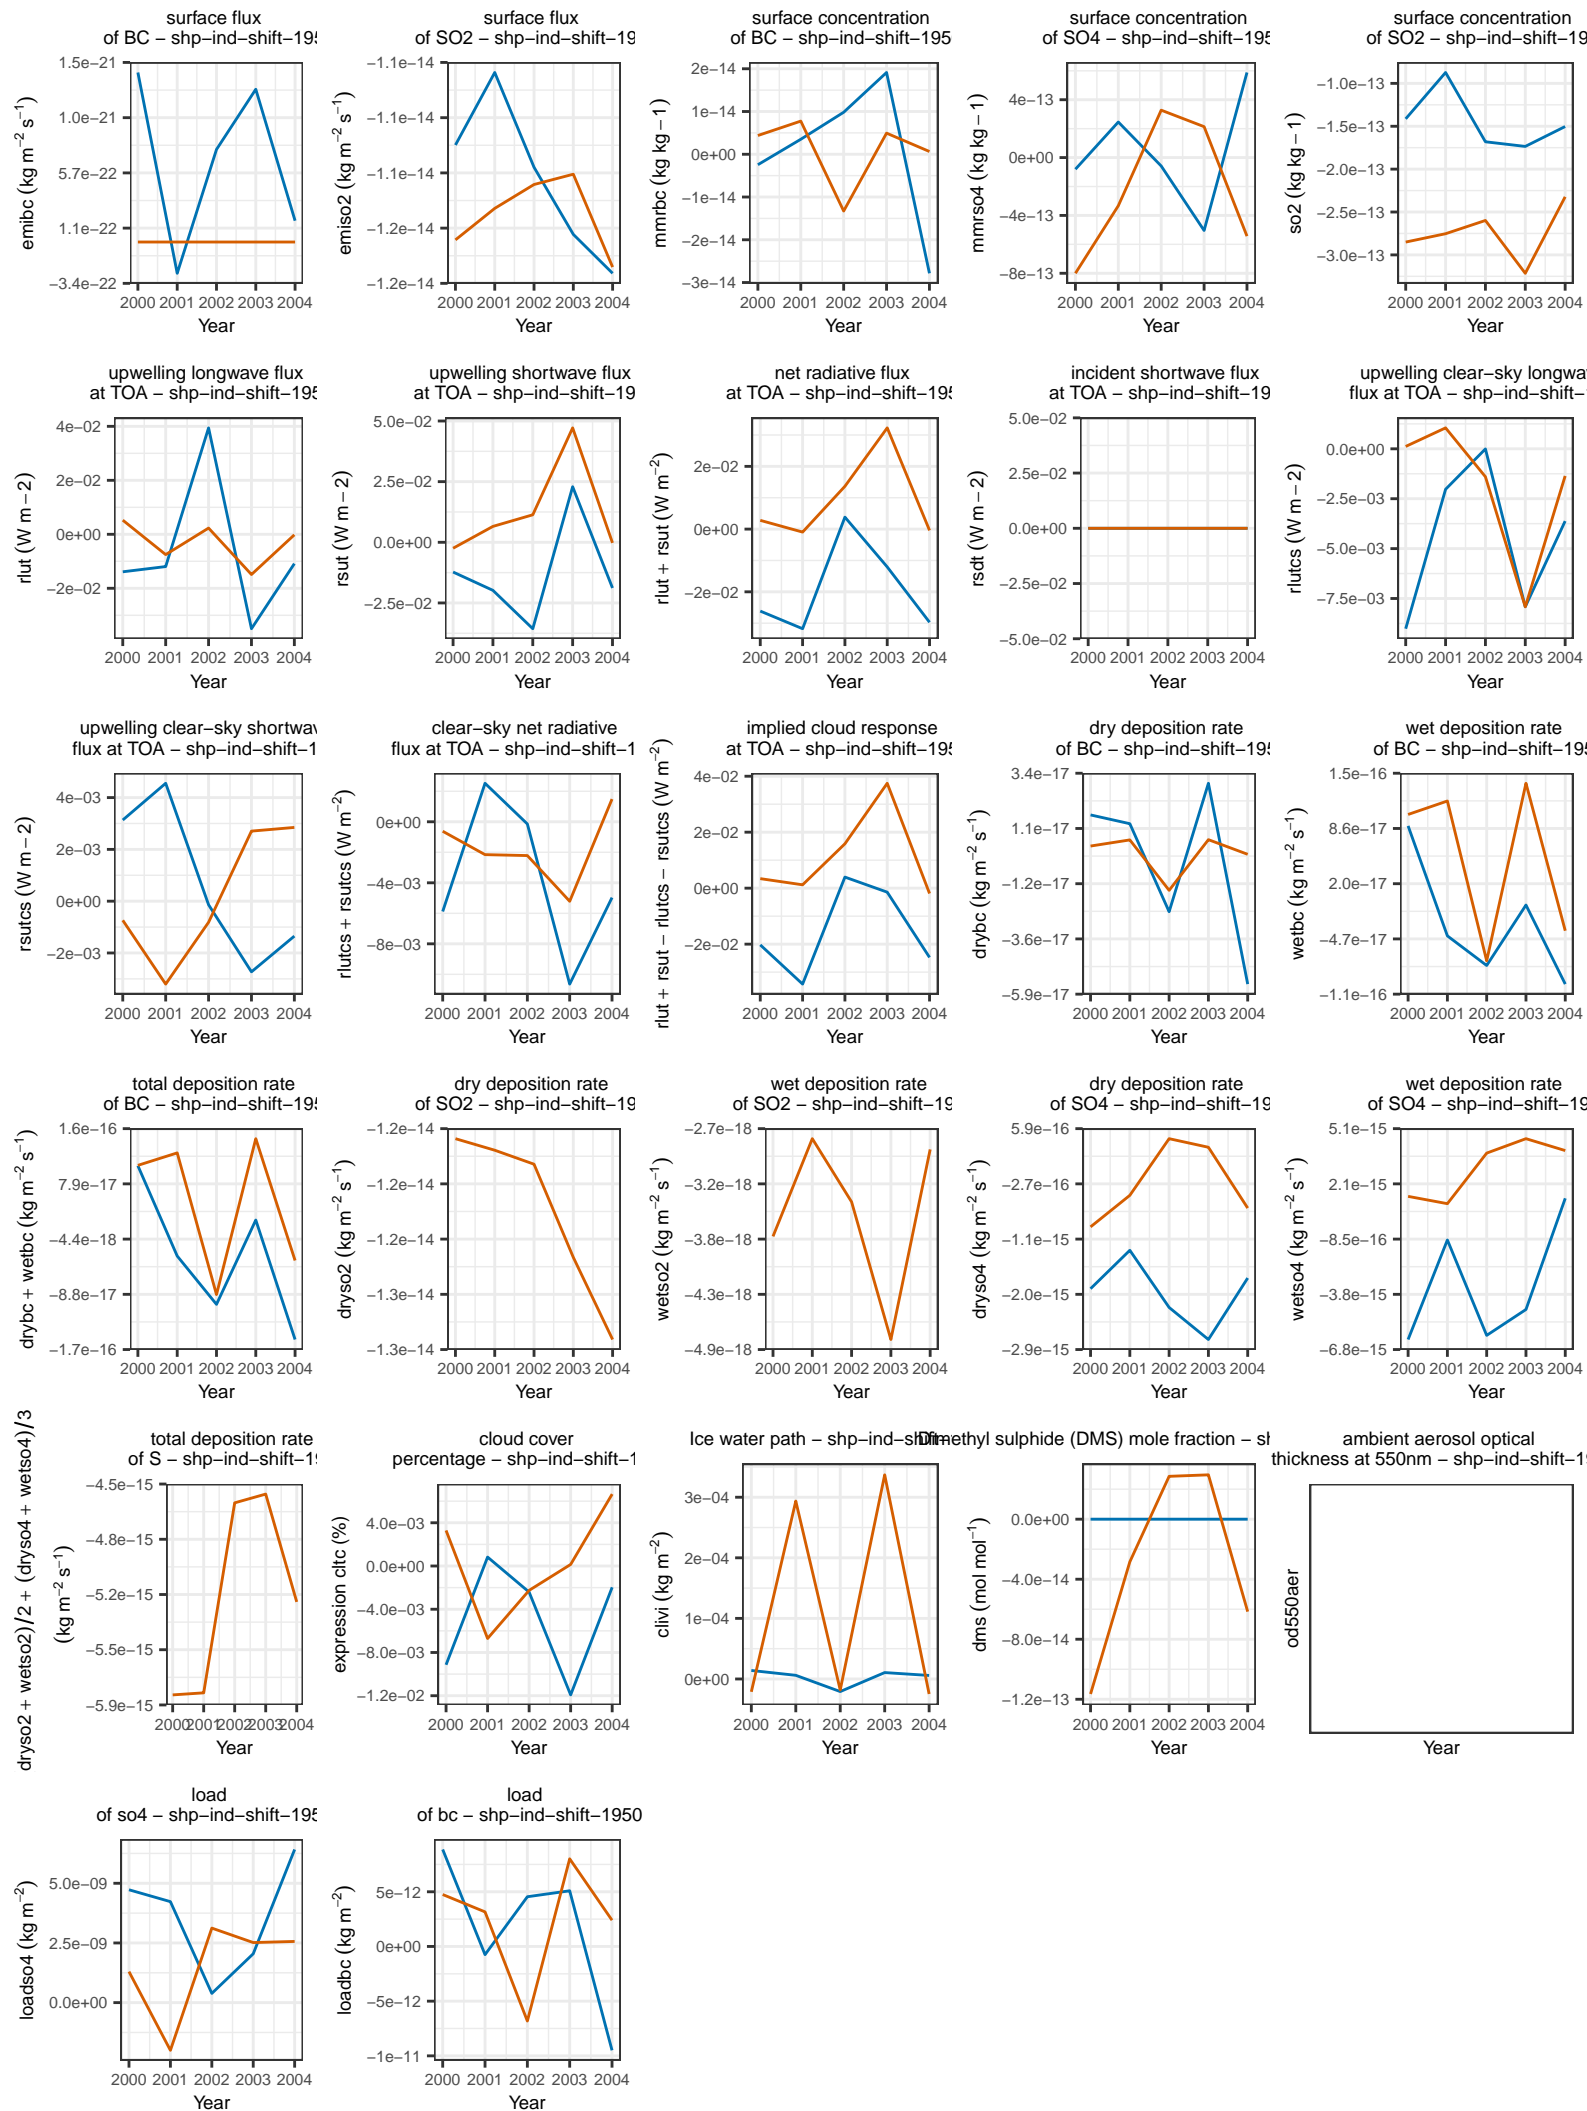 surface flux
of BC − shp−ind−shift−195
emibc (kg m−2 s−1)
1.5e−21
1.0e−21
5.7e−22
1.1e−22
−3.4e−22
2000 2001 2002 2003 2004
Year
surface flux
of SO2 − shp−ind−shift−19
emiso2 (kg m−2 s−1)
−1.1e−14
−1.1e−14
−1.1e−14
−1.2e−14
−1.2e−14
2000 2001 2002 2003 2004
Year
surface concentration
of BC − shp−ind−shift−195
mmrbc (kg kg − 1)
2e−14
1e−14
0e+00
−1e−14
−2e−14
−3e−14
2000 2001 2002 2003 2004
Year
surface concentration
of SO4 − shp−ind−shift−195
mmrso4 (kg kg − 1)
4e−13
0e+00
−4e−13
−8e−13
2000 2001 2002 2003 2004
Year
surface concentration
of SO2 − shp−ind−shift−19
so2 (kg kg − 1)
−1.0e−13
−1.5e−13
−2.0e−13
−2.5e−13
−3.0e−13
2000 2001 2002 2003 2004
Year
upwelling longwave flux
at TOA − shp−ind−shift−195
rlut (W m − 2)
4e−02
2e−02
0e+00
−2e−02
2000 2001 2002 2003 2004
Year
upwelling shortwave flux
at TOA − shp−ind−shift−19
rsut (W m − 2)
5.0e−02
2.5e−02
0.0e+00
−2.5e−02
2000 2001 2002 2003 2004
Year
net radiative flux
at TOA − shp−ind−shift−195
rlut + rsut (W m−2)
2e−02
0e+00
−2e−02
2000 2001 2002 2003 2004
Year
incident shortwave flux
at TOA − shp−ind−shift−19
rsdt (W m − 2)
5.0e−02
2.5e−02
0.0e+00
−2.5e−02
−5.0e−02
2000 2001 2002 2003 2004
Year
upwelling clear−sky longwav
flux at TOA − shp−ind−shift−
rlutcs (W m − 2)
0.0e+00
−2.5e−03
−5.0e−03
−7.5e−03
2000 2001 2002 2003 2004
Year
upwelling clear−sky shortwav
flux at TOA − shp−ind−shift−1
rsutcs (W m − 2)
4e−03
2e−03
0e+00
−2e−03
2000 2001 2002 2003 2004
Year
clear−sky net radiative
flux at TOA − shp−ind−shift−1
rlutcs + rsutcs (W m−2)
0e+00
−4e−03
−8e−03
2000 2001 2002 2003 2004
Year
implied cloud response
at TOA − shp−ind−shift−195
rlut + rsut − rlutcs − rsutcs (W m−2)
4e−02
2e−02
0e+00
−2e−02
2000 2001 2002 2003 2004
Year
dry deposition rate
of BC − shp−ind−shift−195
drybc (kg m−2 s−1)
3.4e−17
1.1e−17
−1.2e−17
−3.6e−17
−5.9e−17
2000 2001 2002 2003 2004
Year
wet deposition rate
of BC − shp−ind−shift−195
wetbc (kg m−2 s−1)
1.5e−16
8.6e−17
2.0e−17
−4.7e−17
−1.1e−16
2000 2001 2002 2003 2004
Year
total deposition rate
of BC − shp−ind−shift−195
drybc + wetbc (kg m−2 s−1)
1.6e−16
7.9e−17
−4.4e−18
−8.8e−17
−1.7e−16
2000 2001 2002 2003 2004
Year
dry deposition rate
of SO2 − shp−ind−shift−19
dryso2 (kg m−2 s−1)
−1.2e−14
−1.2e−14
−1.2e−14
−1.3e−14
−1.3e−14
2000 2001 2002 2003 2004
Year
wet deposition rate
of SO2 − shp−ind−shift−19
wetso2 (kg m−2 s−1)
−2.7e−18
−3.2e−18
−3.8e−18
−4.3e−18
−4.9e−18
2000 2001 2002 2003 2004
Year
dry deposition rate
of SO4 − shp−ind−shift−19
dryso4 (kg m−2 s−1)
5.9e−16
−2.7e−16
−1.1e−15
−2.0e−15
−2.9e−15
2000 2001 2002 2003 2004
Year
wet deposition rate
of SO4 − shp−ind−shift−19
wetso4 (kg m−2 s−1)
5.1e−15
2.1e−15
−8.5e−16
−3.8e−15
−6.8e−15
2000 2001 2002 2003 2004
Year
total deposition rate
of S − shp−ind−shift−19
dryso2 + wetso2)/2 + (dryso4 + wetso4)/3
(kg m−2 s−1)
−4.5e−15
−4.8e−15
−5.2e−15
−5.5e−15
−5.9e−15
2000 2001 2002 2003 2004
Year
cloud cover
percentage − shp−ind−shift−1
expression cltc (%)
4.0e−03
0.0e+00
−4.0e−03
−8.0e−03
−1.2e−02
2000 2001 2002 2003 2004
Year
Ice water path − shp−ind−shift−
clivi (kg m−2)
3e−04
2e−04
1e−04
0e+00
2000 2001 2002 2003 2004
Year
Dimethyl sulphide (DMS) mole fraction − sh
dms (mol mol−1)
0.0e+00
−4.0e−14
−8.0e−14
−1.2e−13
2000 2001 2002 2003 2004
Year
ambient aerosol optical
thickness at 550nm − shp−ind−shift−19
od550aer
Year
load
of so4 − shp−ind−shift−195
loadso4 (kg m−2)
5.0e−09
2.5e−09
0.0e+00
2000 2001 2002 2003 2004
Year
load
of bc − shp−ind−shift−1950
loadbc (kg m−2)
5e−12
0e+00
−5e−12
−1e−11
2000 2001 2002 2003 2004
Year